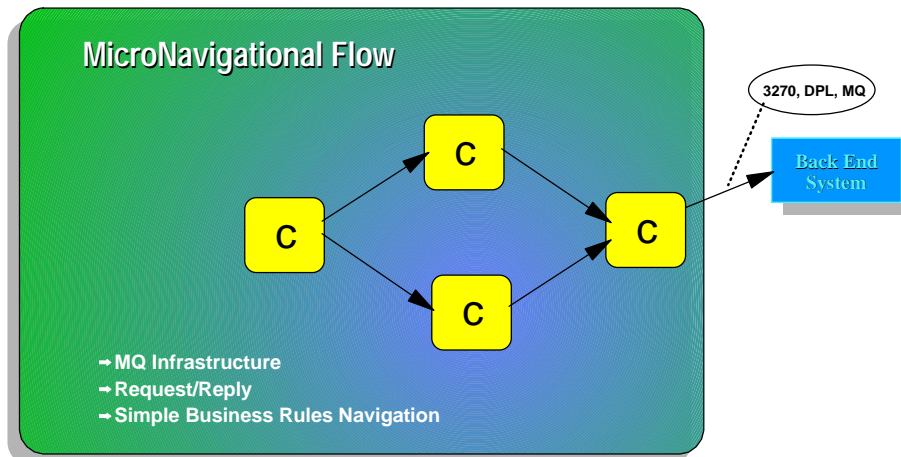 MicroNavigational Flow
3270, DPL, MQ
C
Back End
System
C
C
C
➞ MQ Infrastructure
➞ Request/Reply
➞ Simple Business Rules Navigation